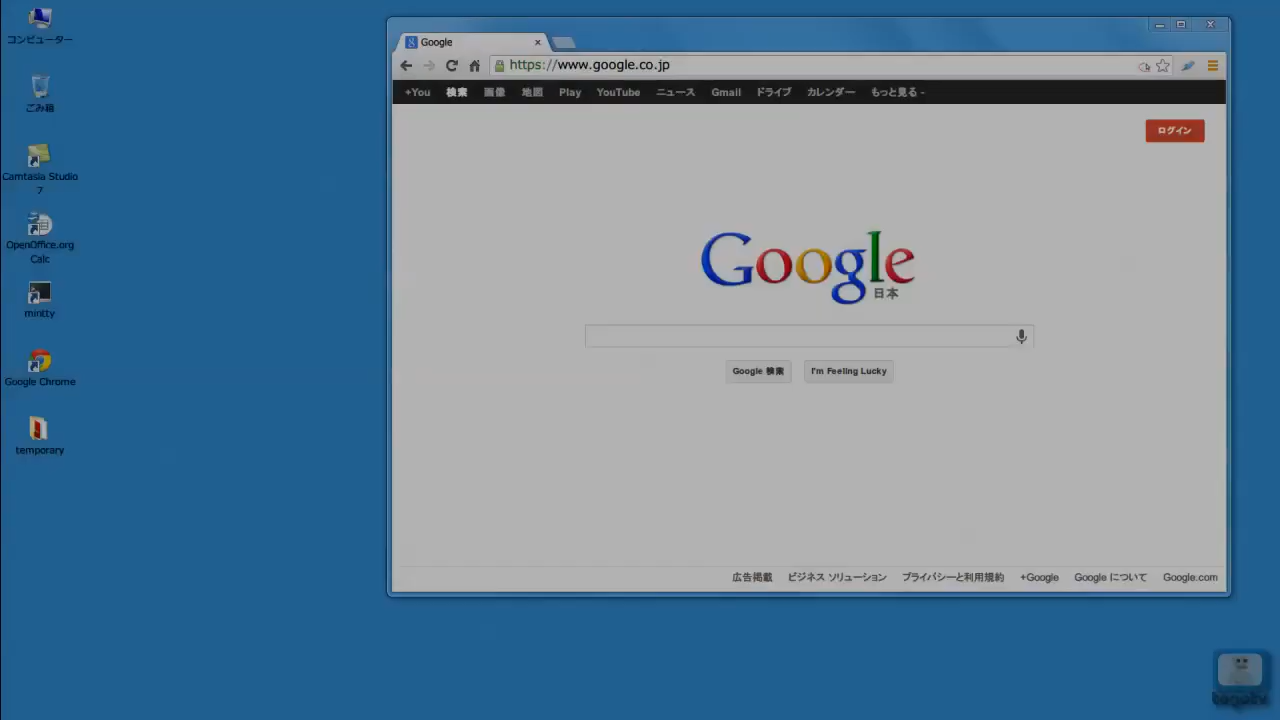 コンピューター
ごみ箱
Camtasia Studio
7
OpenOffice.org
Calc
mintty
Google Chrome
temporary
Google
https://www.google.co.jp
+You 検索 画像 地図 Play YouTube ニュース Gmail ドライブ カレンダー もっと見る
ログイン
Google
日本
Google 検索 I'm Feeling Lucky
広告掲載 ビジネス ソリューション プライバシーと利用規約 +Google Google について Google.com